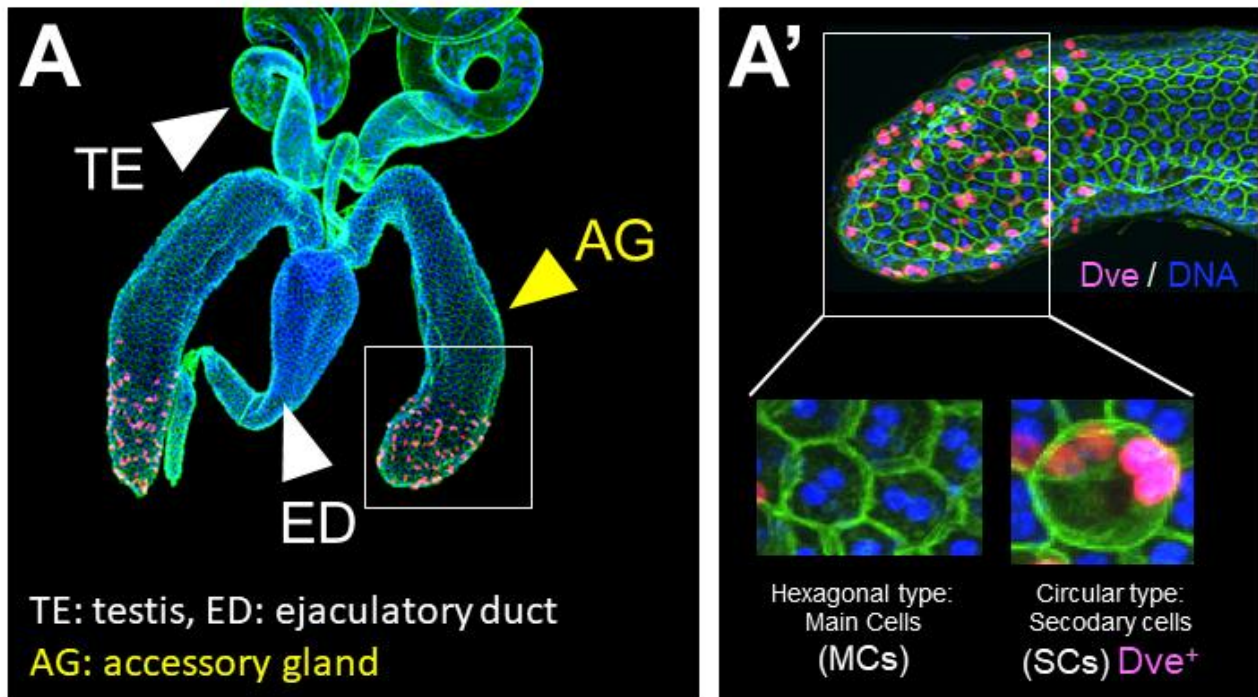 A
TE
AG
ED
TE: testis, ED: ejaculatory duct
AG: accessory gland
A'
Dve / DNA
Hexagonal type:
Main Cells
(MCs)
Circular type:
Secodary cells
(SCs) Dve⁺